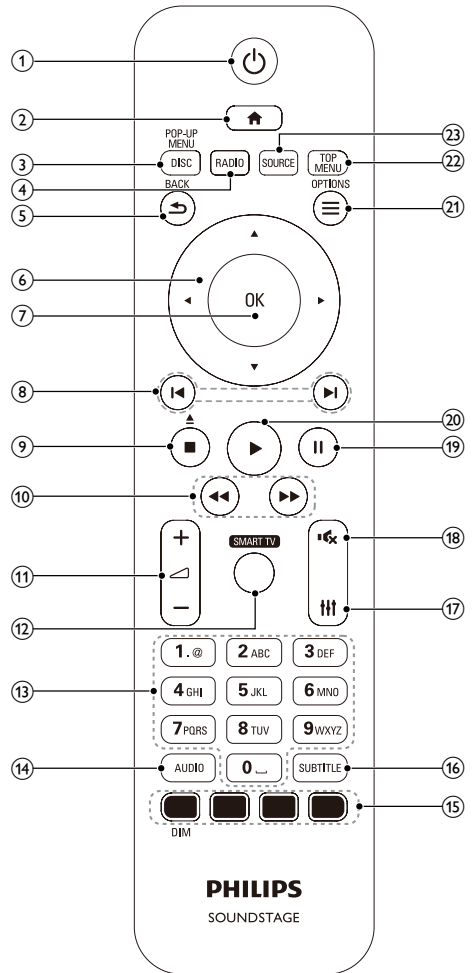 1
2
23
POP-UP
MENU
3
DISC
RADIO
SOURCE
TOP
MENU
22
4
BACK
OPTIONS
5
21
6
OK
7
8
20
9
19
10
SMART TV
18
11
12
17
1.@
2 ABC
3 DEF
13
4 GHI
5 JKL
6 MNO
7 PQRS
8 TUV
9 WXYZ
14
AUDIO
0
SUBTITLE
16
15
DIM
PHILIPS
SOUNDSTAGE